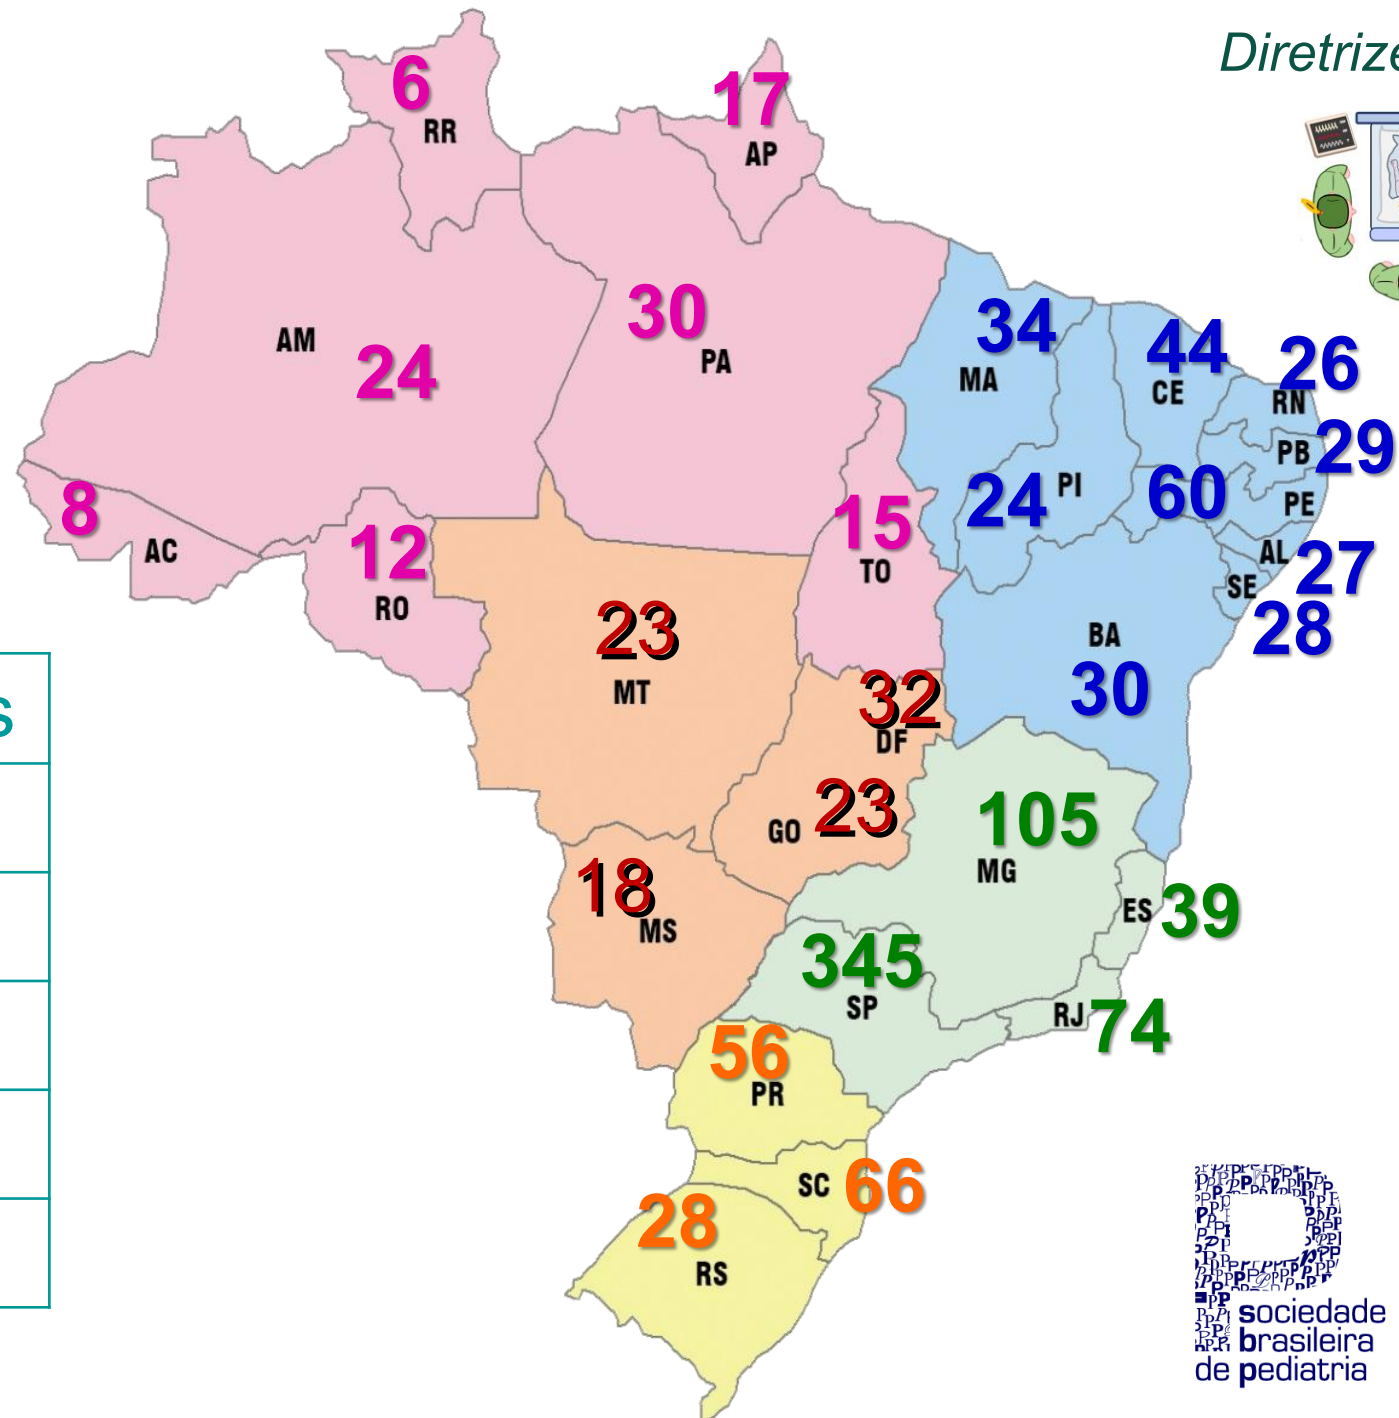 Diretrize
6
RR
17
AP
AM
24
30
PA
34
MA
44
CE
26
RN
29
PB
24
PI
60
PE
8
AC
12
RO
15
TO
AL
27
SE
28
23
MT
BA
30
32
DF
S
GO
23
105
MG
18
MS
ES
39
345
SP
RJ
74
56
PR
SC
66
28
RS
sociedade
brasileira
de pediatria